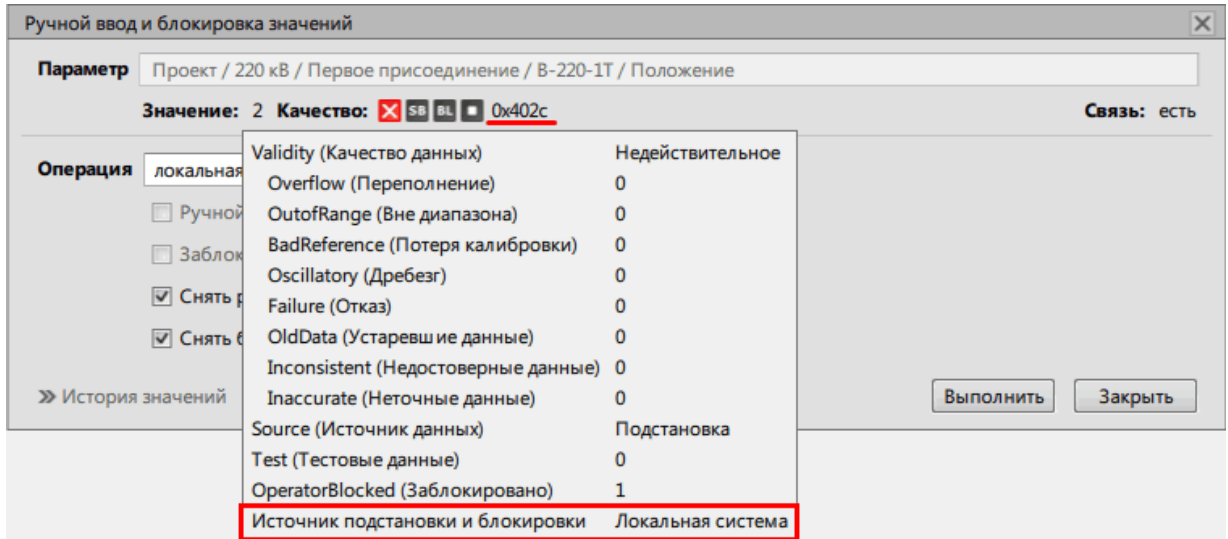 Ручной ввод и блокировка значений
Параметр Проект / 220 кВ / Первое присоединение / В-220-1Т / Положение
Значение: 2 Качество: SB BL 0x402c Связь: есть
Операция локальная
Validity (Качество данных) Недействительное
Overflow (Переполнение) 0
Ручной
OutofRange (Вне диапазона) 0
Заблок
BadReference (Потеря калибровки) 0
Oscillatory (Дребезг) 0
Снять р
Failure (Отказ) 0
Снять б
OldData (Устаревшие данные) 0
Inconsistent (Недостоверные данные) 0
История значений
Inaccurate (Неточные данные) 0
Выполнить Закрыть
Source (Источник данных) Подстановка
Test (Тестовые данные) 0
OperatorBlocked (Заблокировано) 1
Источник подстановки и блокировки Локальная система